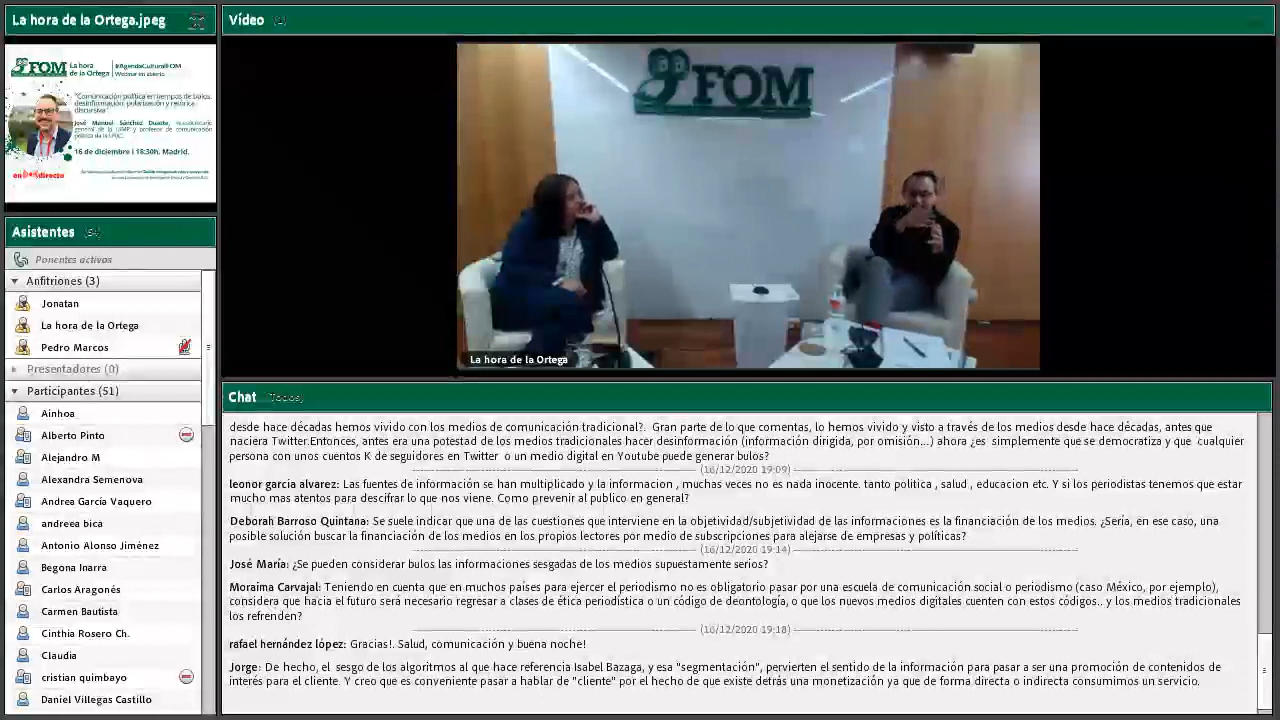 La hora de la Ortega.jpeg
FOM
La hora
de la Ortega
#AgendaCulturalFOM
Webinar en abierto
"Comunicación política en tiempos de bulos,
desinformación, polarización y retórica
discursiva"
José Manuel Sánchez Duarte,
16 de diciembre I 18:30h. Madrid.
en directo
Asistentes (54)
Ponentes activos
Anfitriones (3)
Jonatan
La hora de la Ortega
Pedro Marcos
Presentadores (0)
Participantes (51)
Ainhoa
Alberto Pinto
Alejandro M
Alexandra Semenova
Andrea García Vaquero
andreea bica
Antonio Alonso Jiménez
Begona Inarra
Carlos Aragonés
Carmen Bautista
Cinthia Rosero Ch.
Claudia
cristian quimbayo
Daniel Villegas Castillo
Vídeo
FOM
La hora de la Ortega
Chat (Todos)
desde hace décadas hemos vivido con los medios de comunicación tradicional?. Gran parte de lo que comentas, lo hemos vivido y visto a través de los medios desde hace décadas, antes que
naciera Twitter.Entonces, antes era una potestad de los medios tradicionales hacer desinformación (información dirigida, por omisión...) ahora ¿es simplemente que se democratiza y que cualquier
persona con unos cuentos K de seguidores en Twitter o un medio digital en Youtube puede generar bulos?
(16/12/2020 19:09)
leonor garcia alvarez: Las fuentes de información se han multiplicado y la informacion , muchas veces no es nada inocente. tanto politica , salud , educacion etc. Y si los periodistas tenemos que estar
mucho mas atentos para descifrar lo que nos viene. Como prevenir al publico en general?
Deborah Barroso Quintana: Se suele indicar que una de las cuestiones que interviene en la objetividad/subjetividad de las informaciones es la financiación de los medios. ¿Sería, en ese caso, una
posible solución buscar la financiación de los medios en los propios lectores por medio de subscripciones para alejarse de empresas y políticas?
(16/12/2020 19:14)
José María: ¿Se pueden considerar bulos las informaciones sesgadas de los medios supuestamente serios?
Moraima Carvajal: Teniendo en cuenta que en muchos países para ejercer el periodismo no es obligatorio pasar por una escuela de comunicación social o periodismo (caso México, por ejemplo),
considera que hacia el futuro será necesario regresar a clases de ética periodística o un código de deontología, o que los nuevos medios digitales cuenten con estos códigos.. y los medios tradicionales
los refrenden?
(16/12/2020 19:18)
rafael hernández lópez: Gracias!. Salud, comunicación y buena noche!
Jorge: De hecho, el sesgo de los algoritmos al que hace referencia Isabel Bazaga, y esa "segmentación", pervierten el sentido de la información para pasar a ser una promoción de contenidos de
interés para el cliente. Y creo que es conveniente pasar a hablar de "cliente" por el hecho de que existe detrás una monetización ya que de forma directa o indirecta consumimos un servicio.